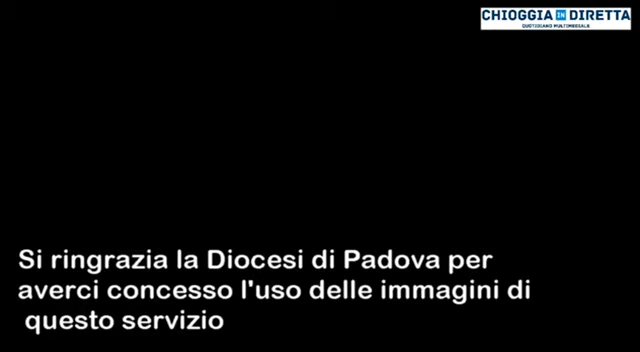 CHIOGGIA IN DIRETTA
QUOTIDIANO MULTIMEDIALE
Si ringrazia la Diocesi di Padova per
averci concesso l'uso delle immagini di
questo servizio